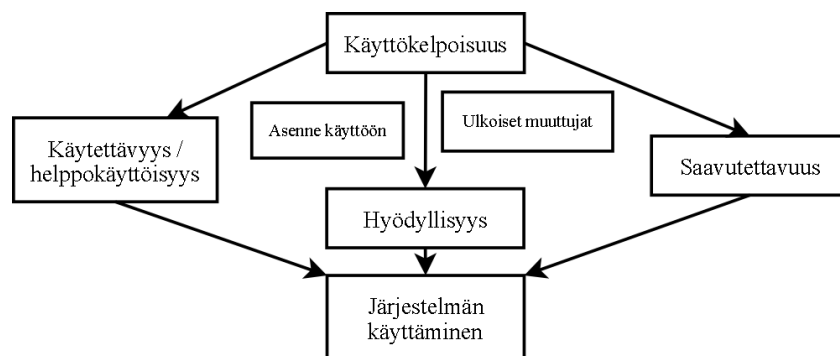 Käyttökelpoisuus
Asenne käyttöön
Ulkoiset muuttujat
Käytettävyys /
helppokäyttöisyys
Saavutettavuus
Hyödyllisyys
Järjestelmän
käyttäminen